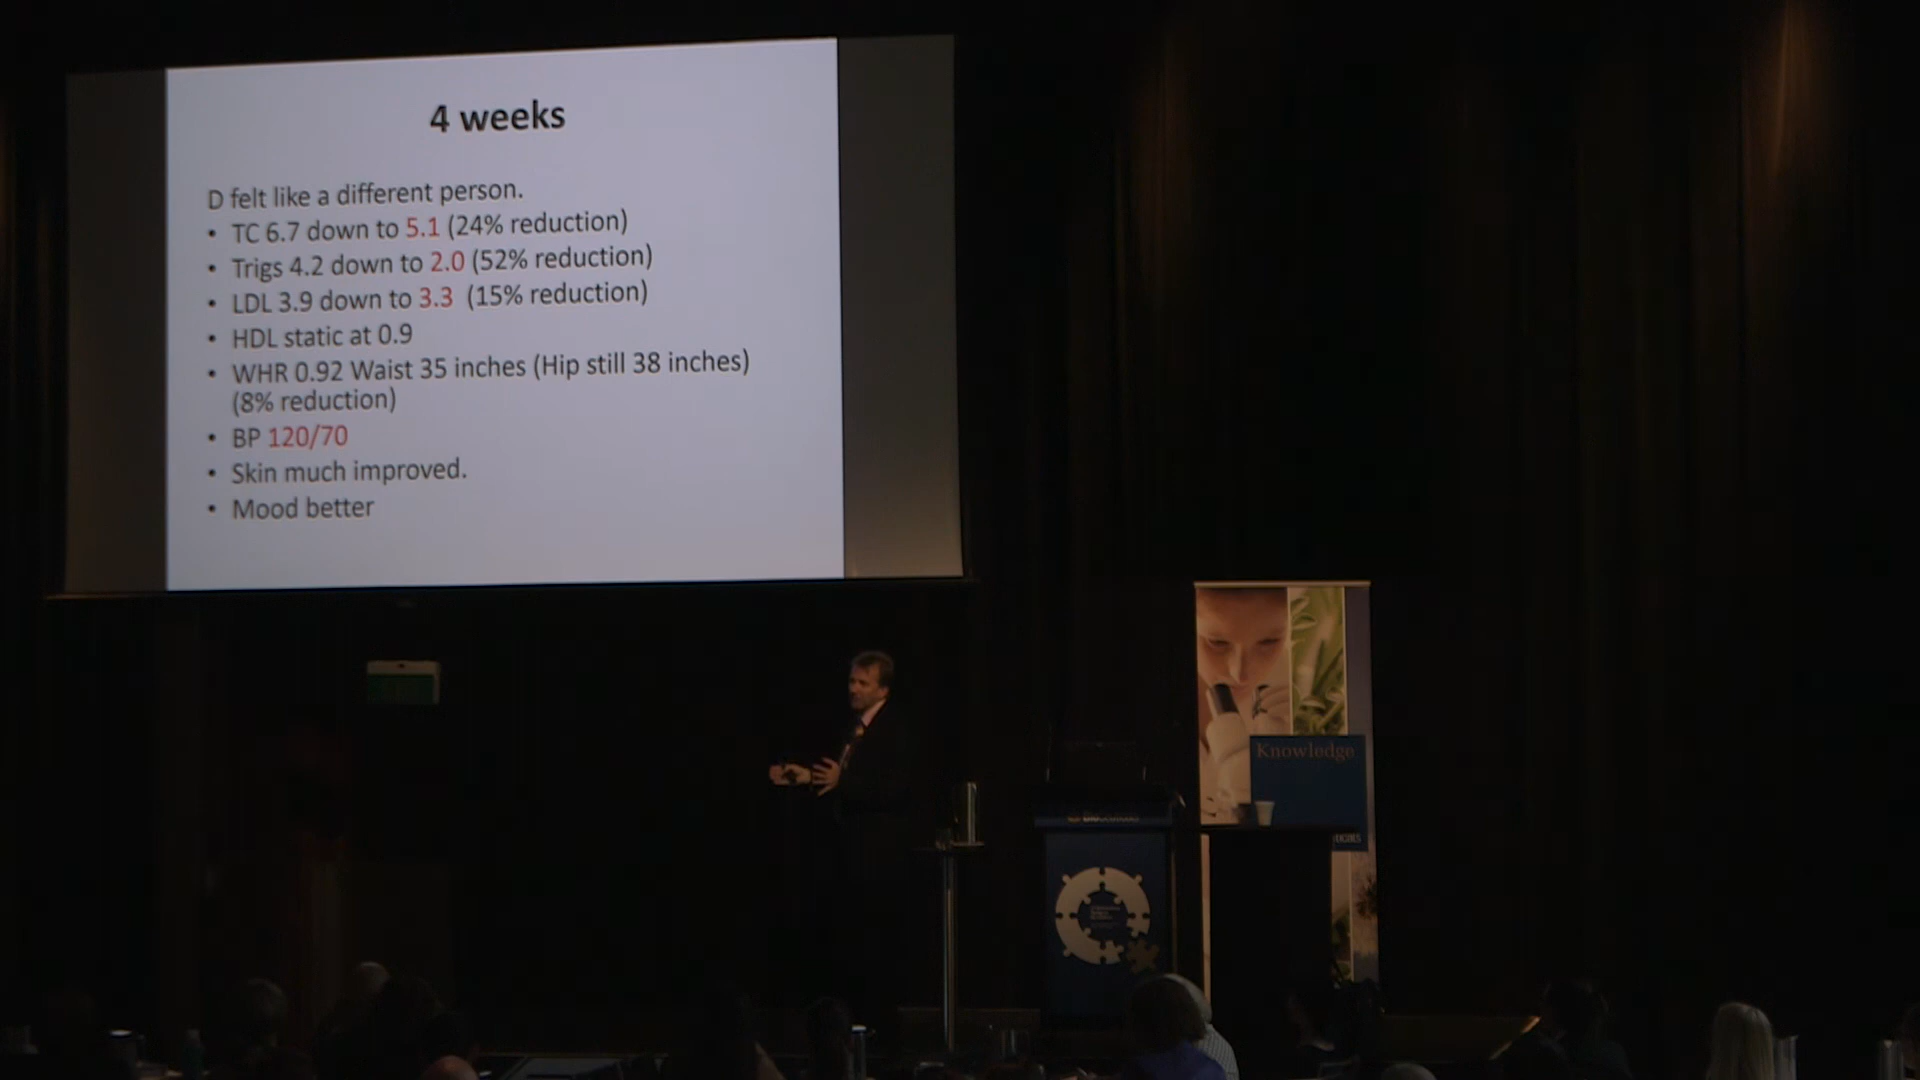 4 weeks
D felt like a different person.
• TC 6.7 down to 5.1 (24% reduction)
• Trigs 4.2 down to 2.0 (52% reduction)
• LDL 3.9 down to 3.3 (15% reduction)
• HDL static at 0.9
• WHR 0.92 Waist 35 inches (Hip still 38 inches)
(8% reduction)
• BP 120/70
• Skin much improved.
• Mood better
Knowledge